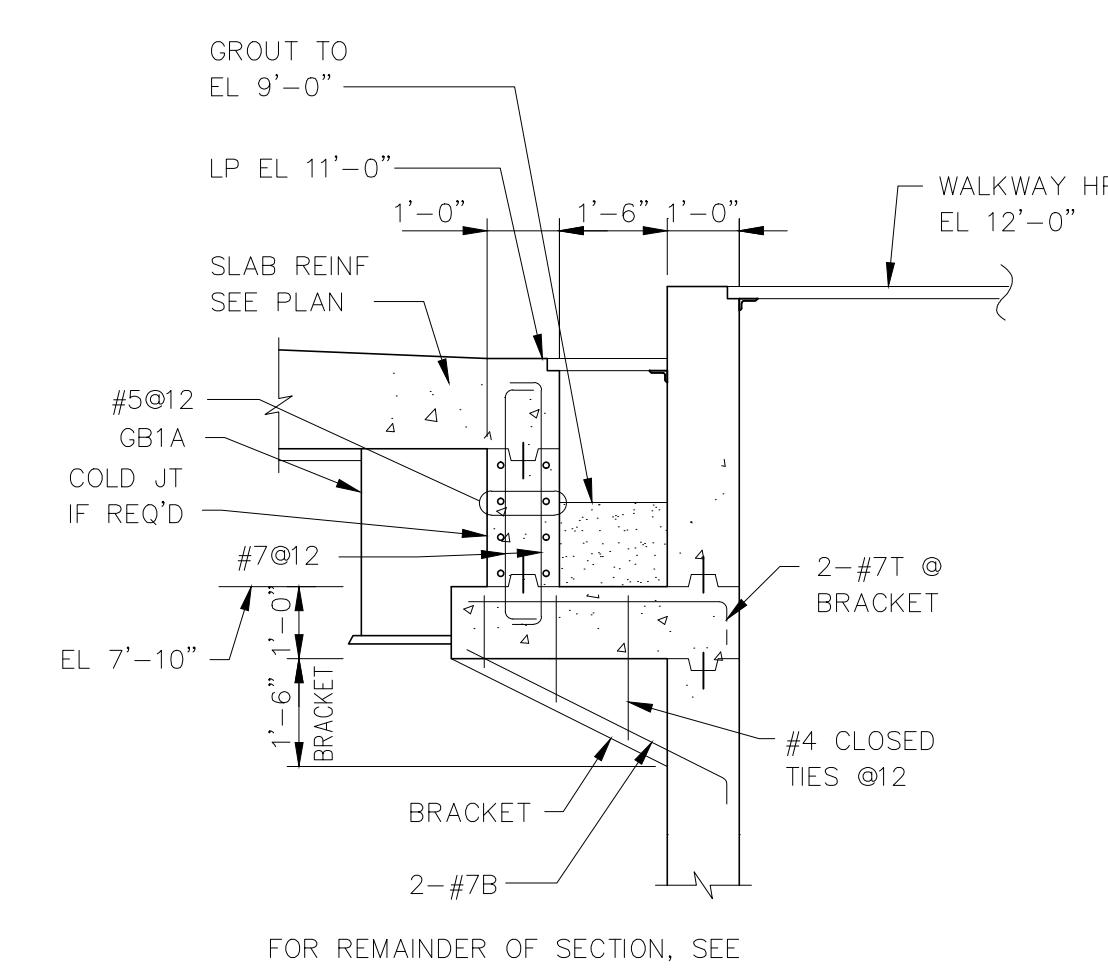 GROUT TO
EL 9'-0"
LP EL 11'-0"
WALKWAY
EL 12'-0"
1'-0"
1'-6"
1'-0"
SLAB REINF
SEE PLAN
#5@12
GB1A
COLD JT
IF REQ'D
#7@12
2-#7T @
BRACKET
1'-0"
EL 7'-10"
1'-6"
BRACKET
#4 CLOSED
TIES @12
BRACKET
2-#7B
FOR REMAINDER OF SECTION, SEE